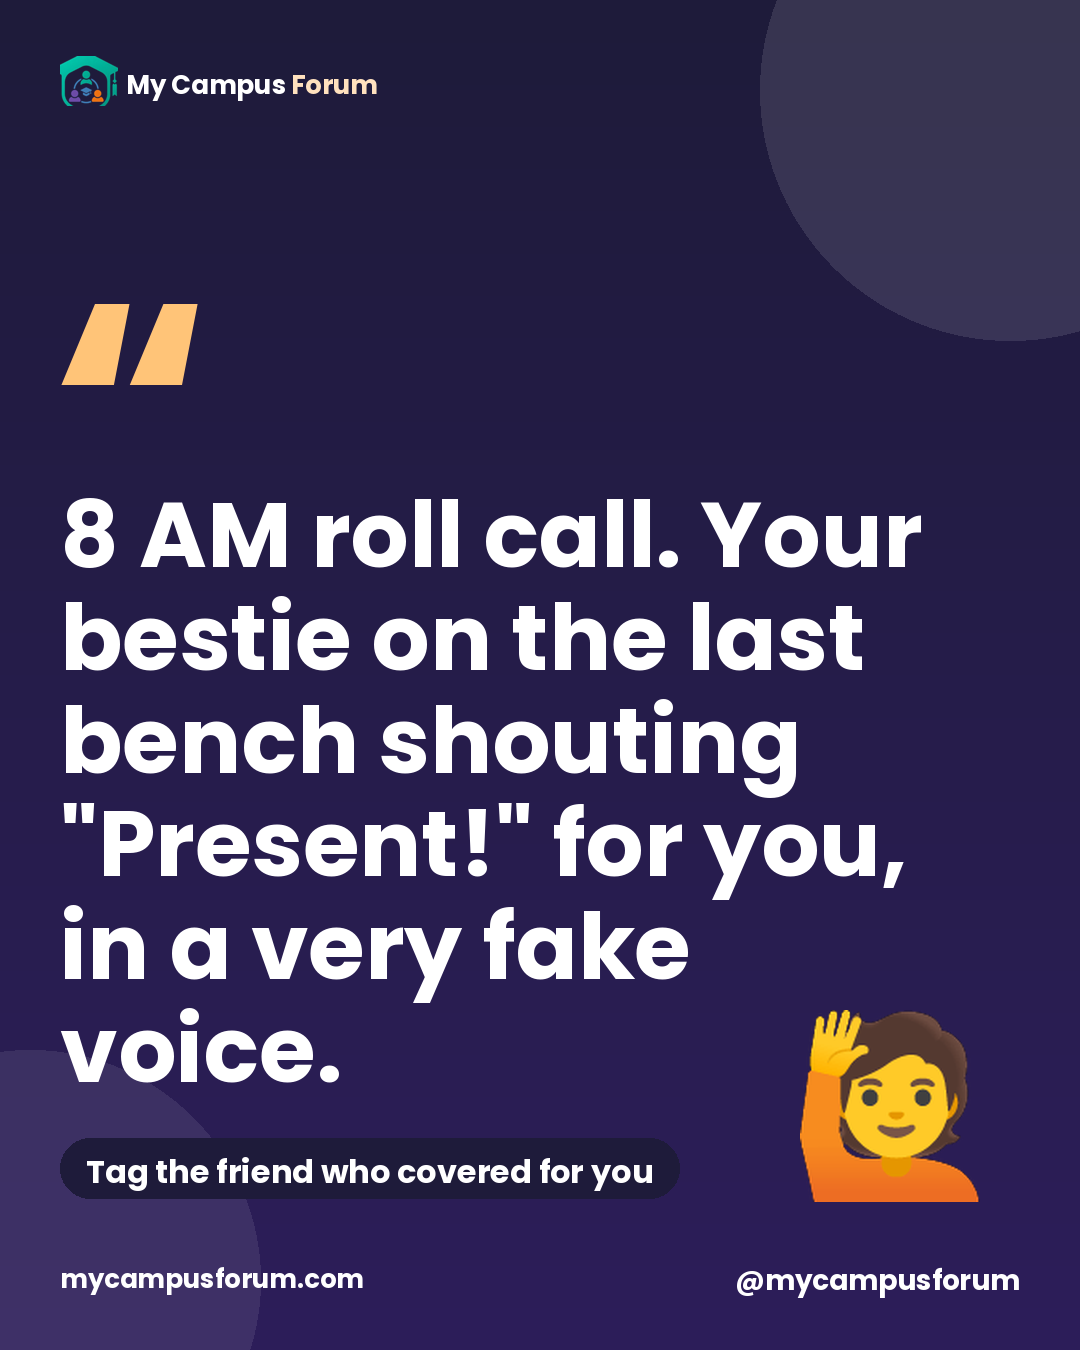 My Campus Forum
“
8 AM roll call. Your
bestie on the last
bench shouting
"Present!" for you,
in a very fake
voice.
Tag the friend who covered for you
mycampusforum.com
@mycampusforum